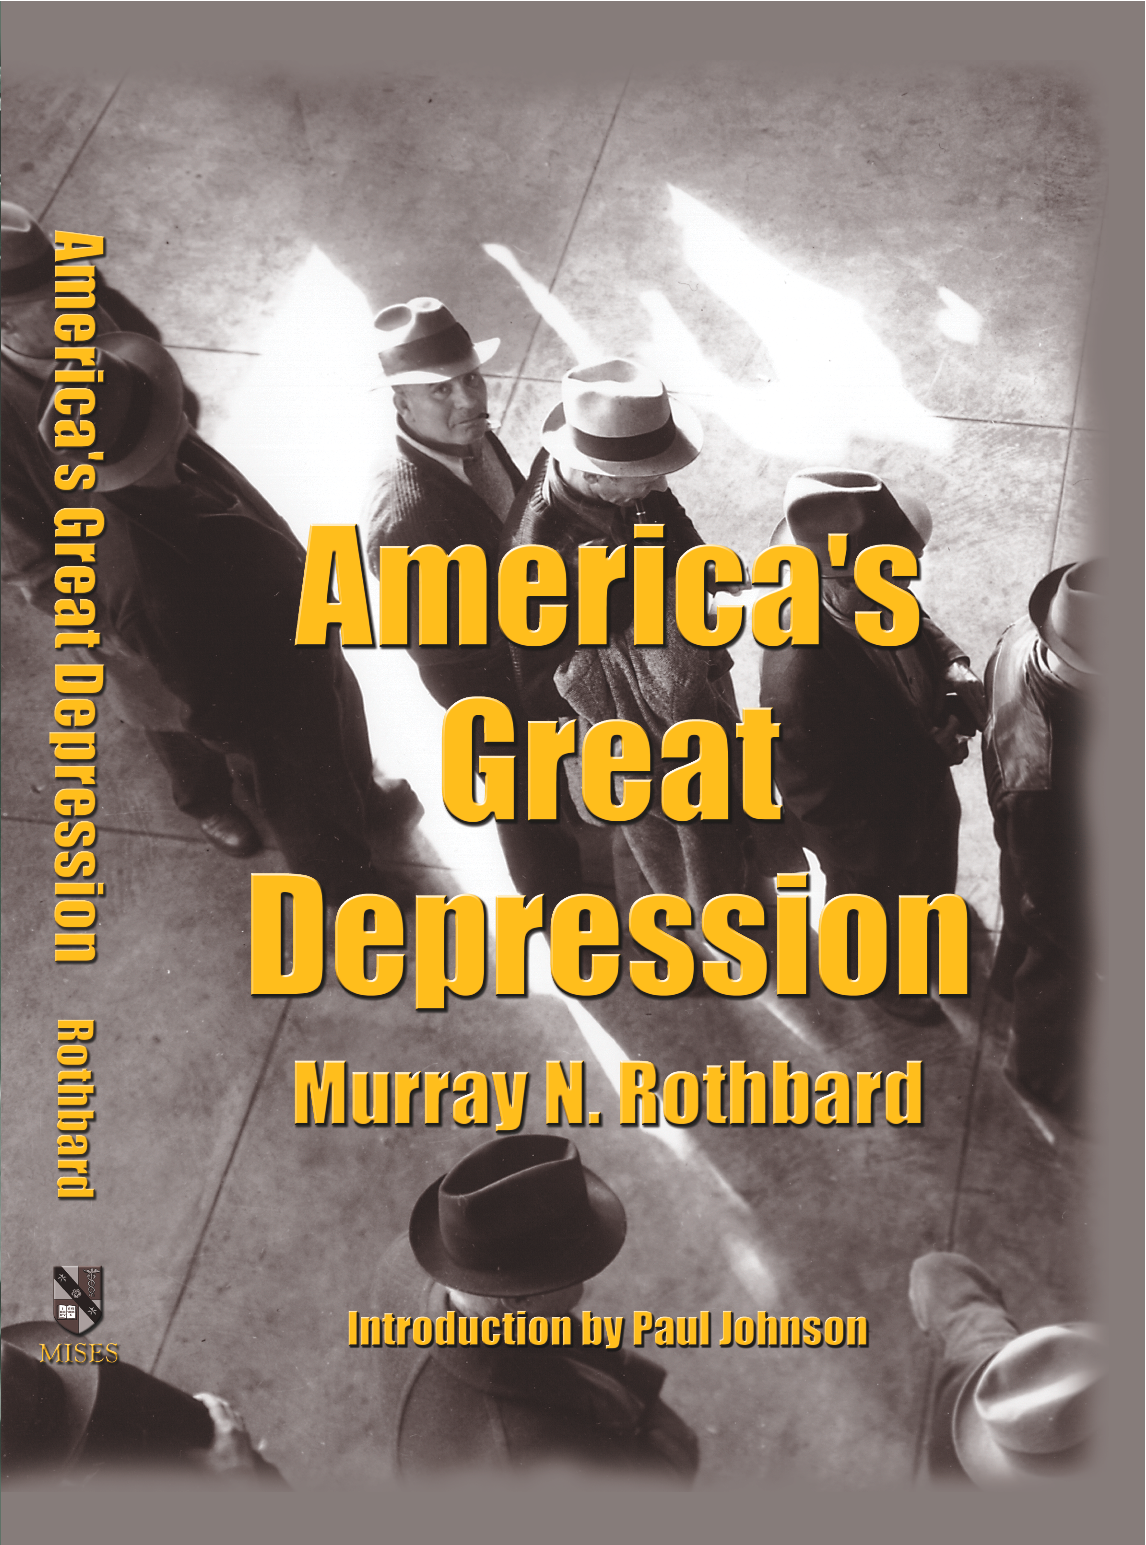 America's Great Depression Rothbard
MISES
America's
Great
Depression
Murray N. Rothbard
Introduction by Paul Johnson